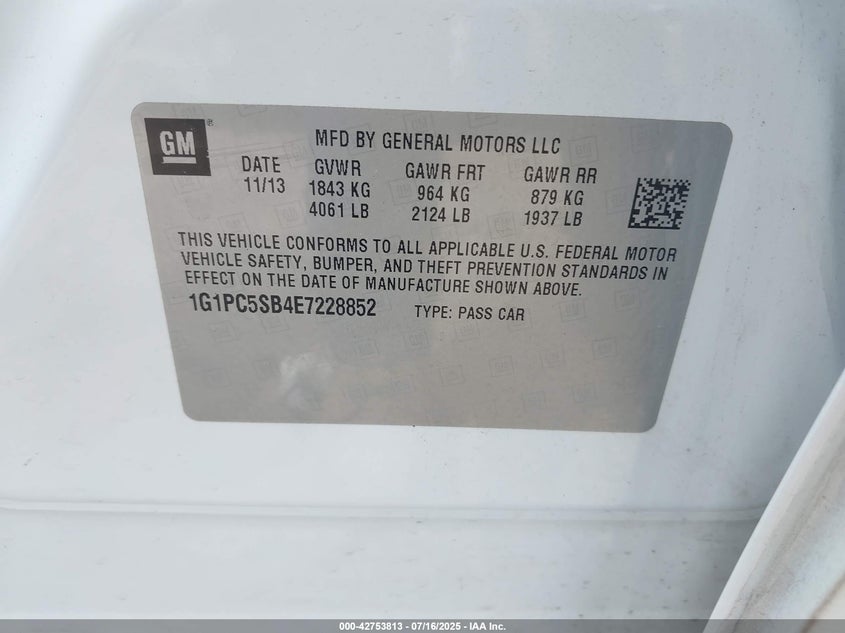 GM®
MFD BY GENERAL MOTORS LLC
DATE GVWR GAWR FRT GAWR RR
11/13 1843 KG 964 KG 879 KG
4061 LB 2124 LB 1937 LB
THIS VEHICLE CONFORMS TO ALL APPLICABLE U.S. FEDERAL MOTOR
VEHICLE SAFETY, BUMPER, AND THEFT PREVENTION STANDARDS IN
EFFECT ON THE DATE OF MANUFACTURE SHOWN ABOVE.
1G1PC5SB4E7228852 TYPE: PASS CAR
000-42753813 - 07/16/2025 - IAA Inc.